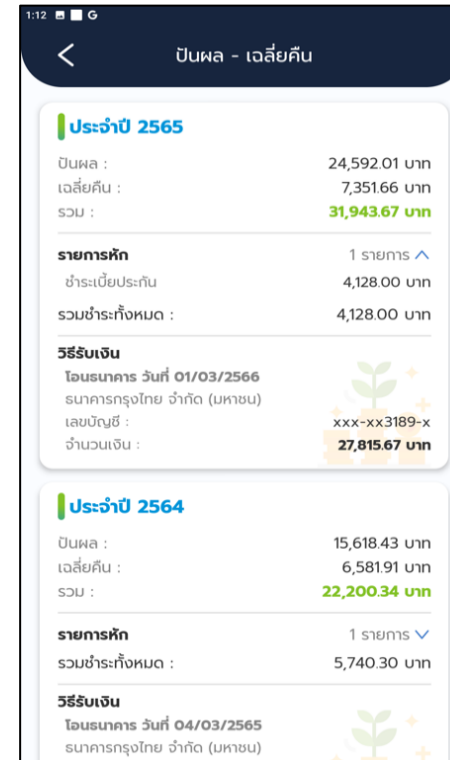 1:12 G
ปันผล - เฉลี่ยคืน
ประจำปี 2565
ปันผล : 24,592.01 บาท
เฉลี่ยคืน : 7,351.66 บาท
รวม : 31,943.67 บาท
รายการหัก 1 รายการ
ชำระเบี้ยประกัน 4,128.00 บาท
รวมชำระทั้งหมด : 4,128.00 บาท
วิธีรับเงิน
โอนธนาคาร วันที่ 01/03/2566
ธนาคารกรุงไทย จำกัด (มหาชน)
เลขบัญชี : xxx-xx3189-x
จำนวนเงิน : 27,815.67 บาท
ประจำปี 2564
ปันผล : 15,618.43 บาท
เฉลี่ยคืน : 6,581.91 บาท
รวม : 22,200.34 บาท
รายการหัก 1 รายการ
รวมชำระทั้งหมด : 5,740.30 บาท
วิธีรับเงิน
โอนธนาคาร วันที่ 04/03/2565
ธนาคารกรุงไทย จำกัด (มหาชน)